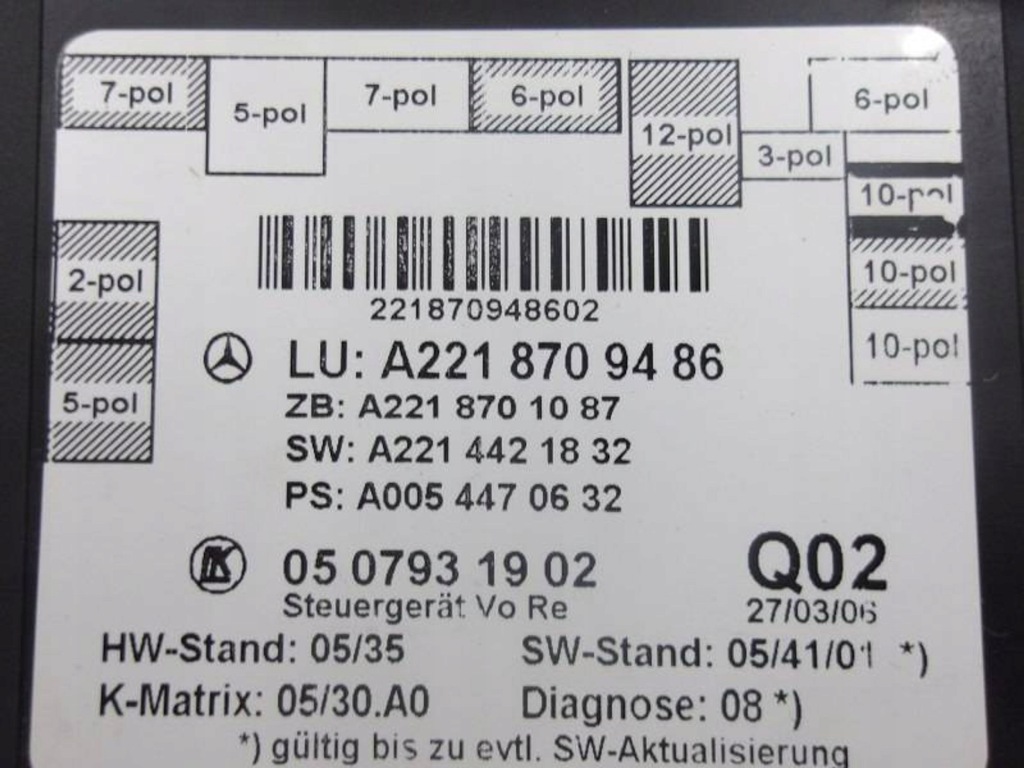 7-pol 5-pol 7-pol 6-pol 12-pol 3-pol 6-pol
10-pol
10-pol
10-pol
2-pol
5-pol
221870948602
LU: A221 870 94 86
ZB: A221 870 10 87
SW: A221 442 18 32
PS: A005 447 06 32
05 0793 19 02 Q02
Steuergerät Vo Re 27/03/06
HW-Stand: 05/35 SW-Stand: 05/41/01 *)
K-Matrix: 05/30.A0 Diagnose: 08 *)
*) gültig bis zu evtl. SW-Aktualisierung